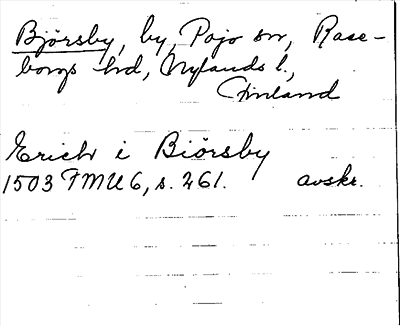 Björsby, by, Pojo sn, Rase-
borgs hd, Nylands l.,
Finland
Erich i Biörsby
1503 FMU 6, s. 261. avskr.